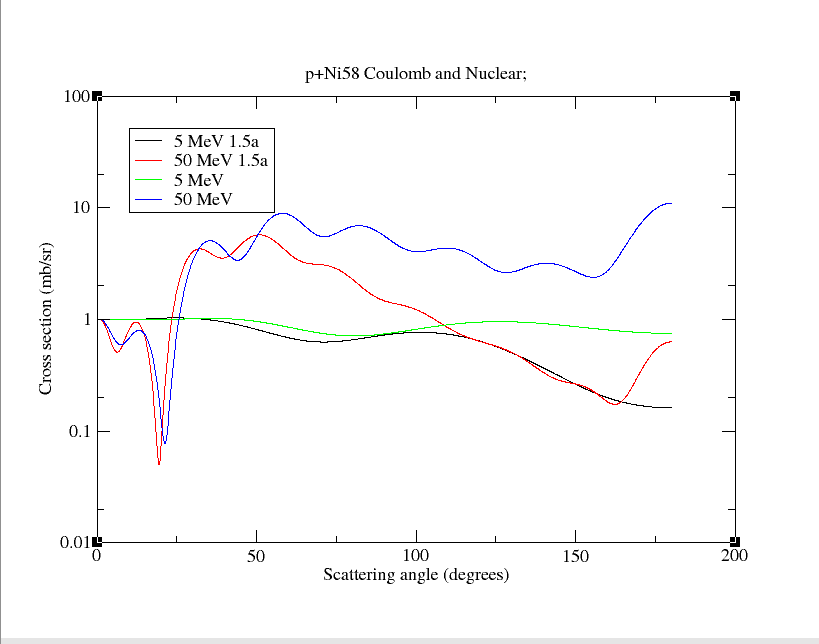 p+Ni58 Coulomb and Nuclear;
100
10
1
0.1
0.01
Cross section (mb/sr)
5 MeV 1.5a
50 MeV 1.5a
5 MeV
50 MeV
0 50 100 150 200
Scattering angle (degrees)